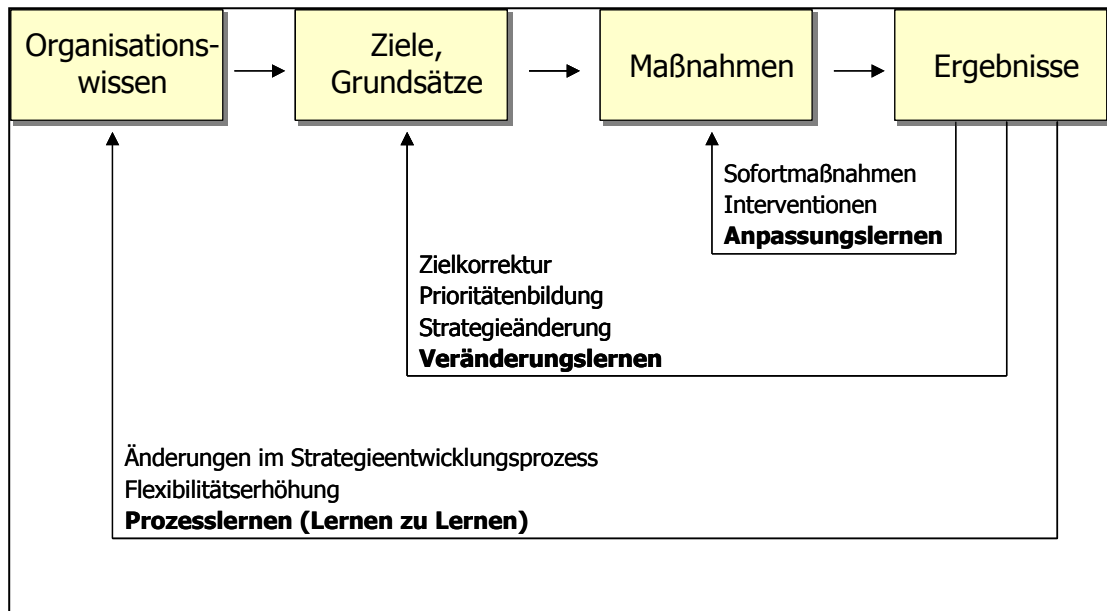 Organisations-
wissen
Ziele,
Grundsätze
Maßnahmen
Ergebnisse
Sofortmaßnahmen
Interventionen
Anpassungslernen
Zielkorrektur
Prioritätenbildung
Strategieänderung
Veränderungslernen
Änderungen im Strategieentwicklungsprozess
Flexibilitätserhöhung
Prozesslernen (Lernen zu Lernen)